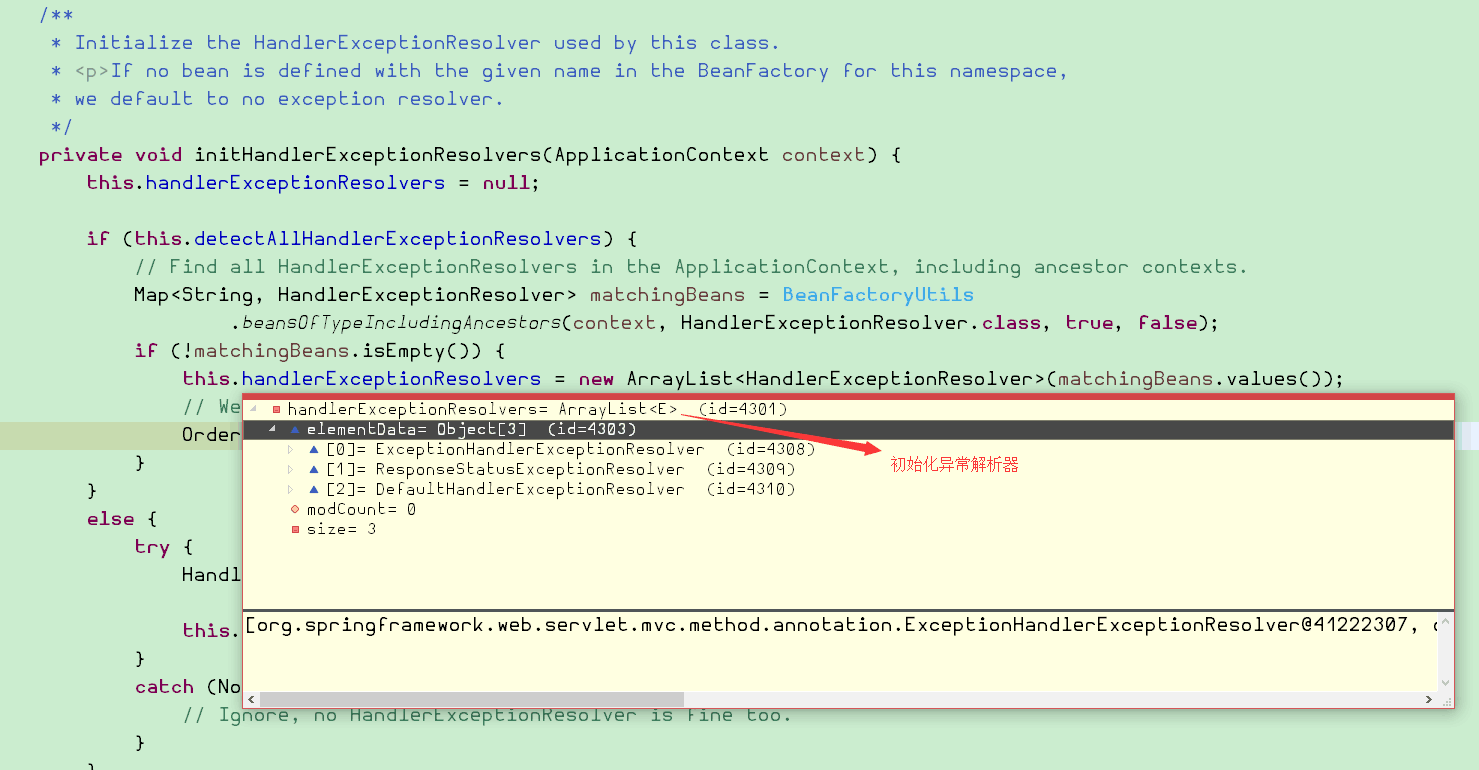 /**
 * Initialize the HandlerExceptionResolver used by this class.
 * <p>If no bean is defined with the given name in the BeanFactory for this namespace,
 * we default to no exception resolver.
 */
private void initHandlerExceptionResolvers(ApplicationContext context) {
this.handlerExceptionResolvers = null;
if (this.detectAllHandlerExceptionResolvers) {
// Find all HandlerExceptionResolvers in the ApplicationContext, including ancestor contexts.
Map<String, HandlerExceptionResolver> matchingBeans = BeanFactoryUtils
.beansOfTypeIncludingAncestors(context, HandlerExceptionResolver.class, true, false);
if (!matchingBeans.isEmpty()) {
this.handlerExceptionResolvers = new ArrayList<HandlerExceptionResolver>(matchingBeans.values());
// We
handlerExceptionResolvers= ArrayList<E> (id=4301)
Order
elementData= Object[3] (id=4303)
[0]= ExceptionHandlerExceptionResolver (id=4308)
}
[1]= ResponseStatusExceptionResolver (id=4309)
初始化异常解析器
}
[2]= DefaultHandlerExceptionResolver (id=4310)
modCount= 0
else {
size= 3
try {
Handl
this.
[org.springframework.web.servlet.mvc.method.annotation.ExceptionHandlerExceptionResolver@41222307,
}
catch (No
// Ignore, no HandlerExceptionResolver is fine too.
}